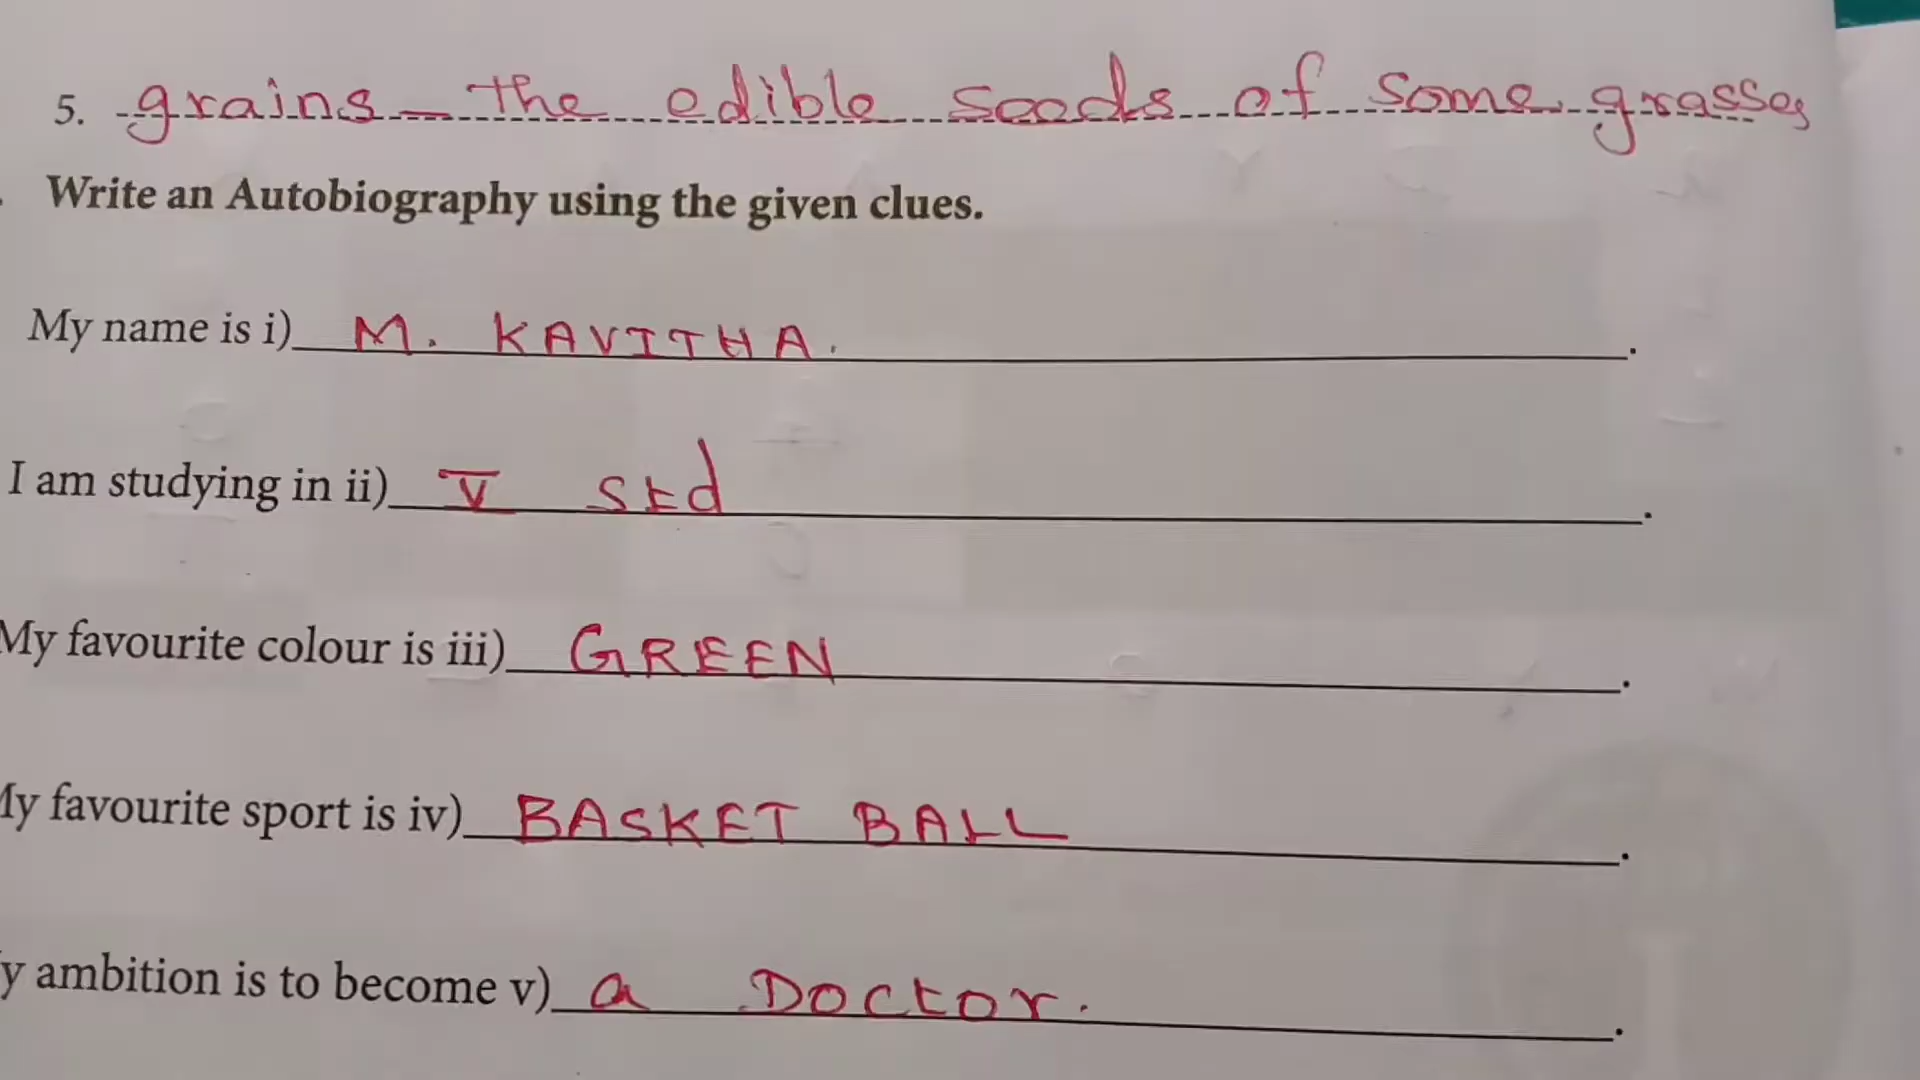 5. grains - the edible seeds of some grasses
Write an Autobiography using the given clues.
My name is i) M. KAVITHA.
I am studying in ii) V std.
My favourite colour is iii) GREEN.
My favourite sport is iv) BASKET BALL.
y ambition is to become v) a Doctor.